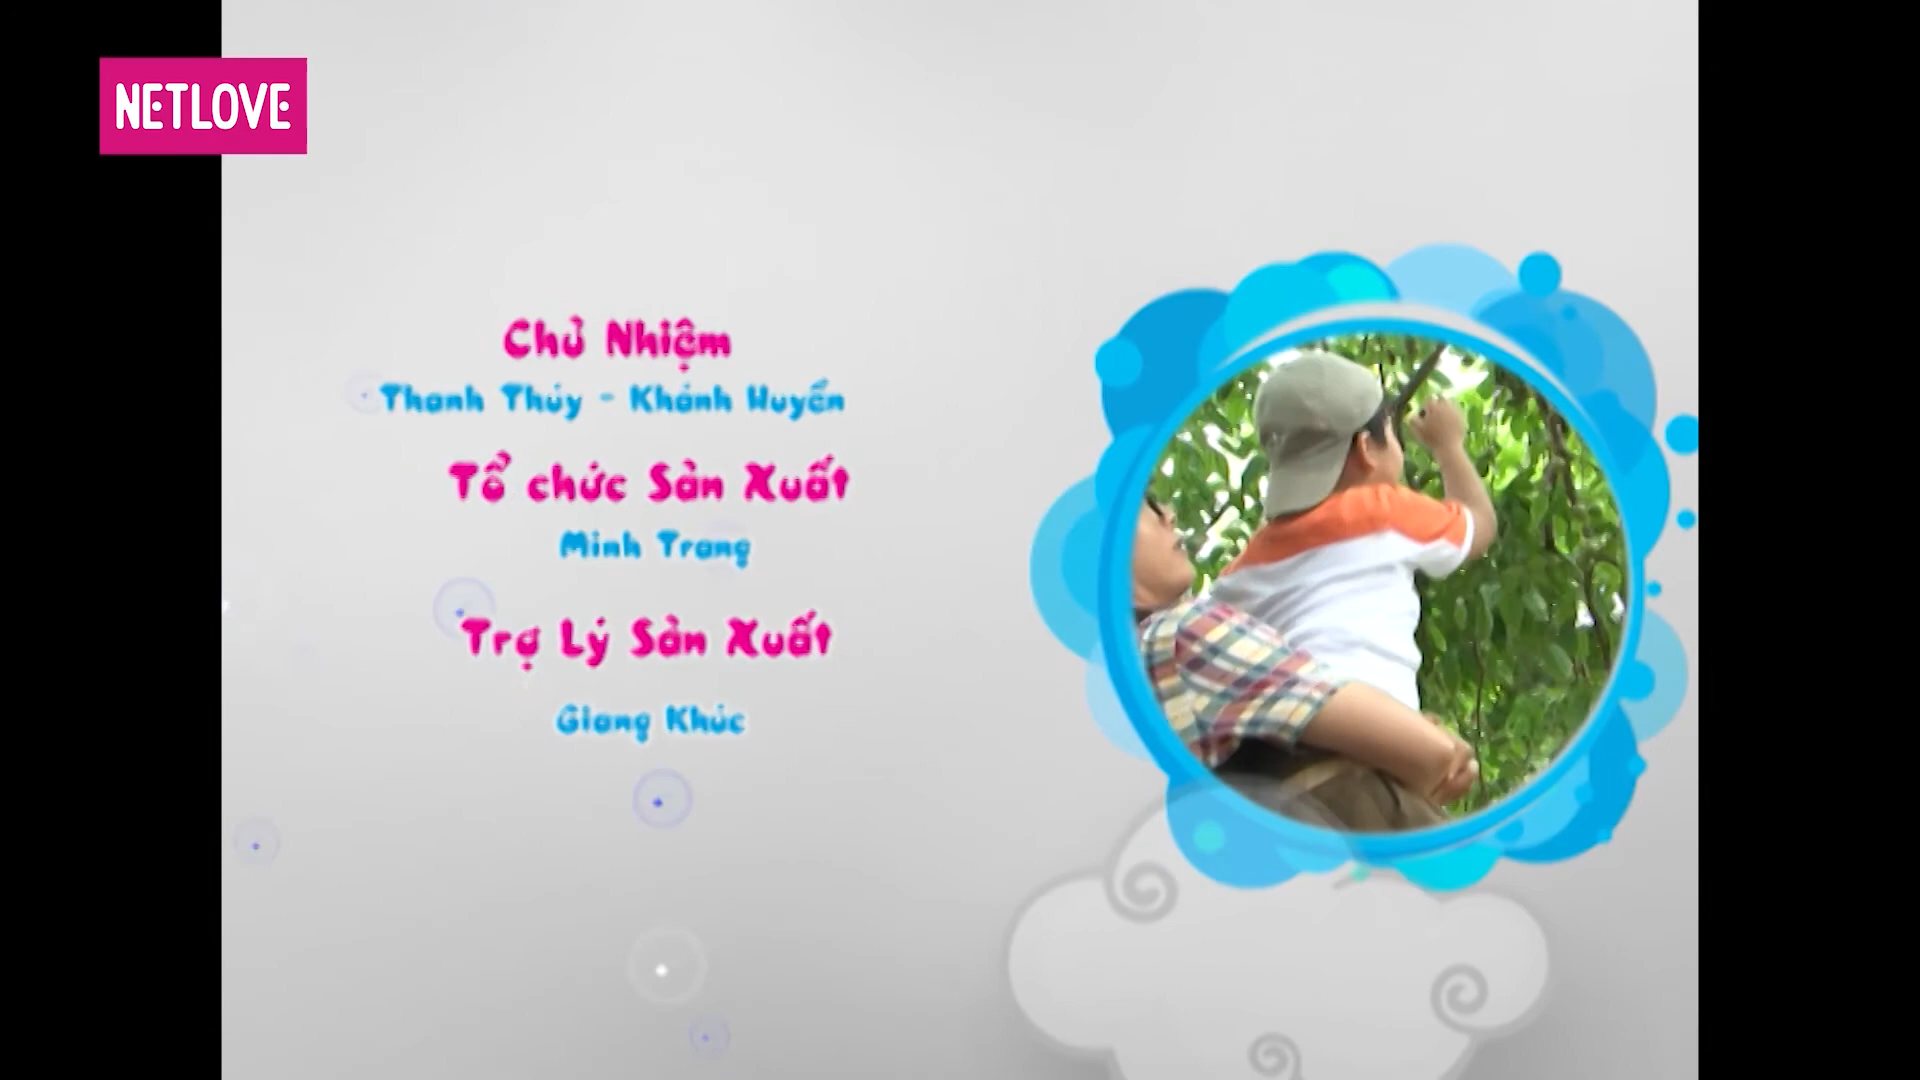 NETLOVE
Chủ Nhiệm
Thanh Thúy - Khánh Huyền
Tổ chức Sản Xuất
Minh Trang
Trợ Lý Sản Xuất
Giang Khúc